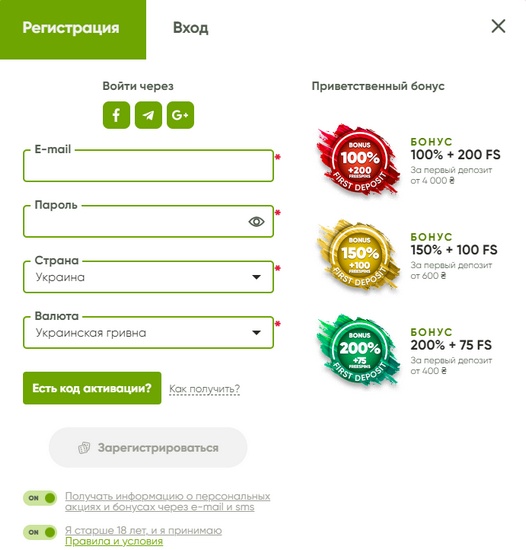 Регистрация
Вход
Войти через
G+
E-mail
*
Пароль
*
Страна
Украина
*
Валюта
Украинская гривна
*
Есть код активации?
Как получить?
Зарегистрироваться
ON
Получать информацию о персональных
акциях и бонусах через e-mail и sms
ON
Я старше 18 лет, и я принимаю
Правила и условия
Приветственный бонус
BONUS
100%
+200
FREESPINS
FIRST DEPOSIT
БОНУС
100% + 200 FS
За первый депозит
от 4 000 ₴
BONUS
150%
+100
FREESPINS
FIRST DEPOSIT
БОНУС
150% + 100 FS
За первый депозит
от 600 ₴
BONUS
200%
+75
FREESPINS
FIRST DEPOSIT
БОНУС
200% + 75 FS
За первый депозит
от 400 ₴